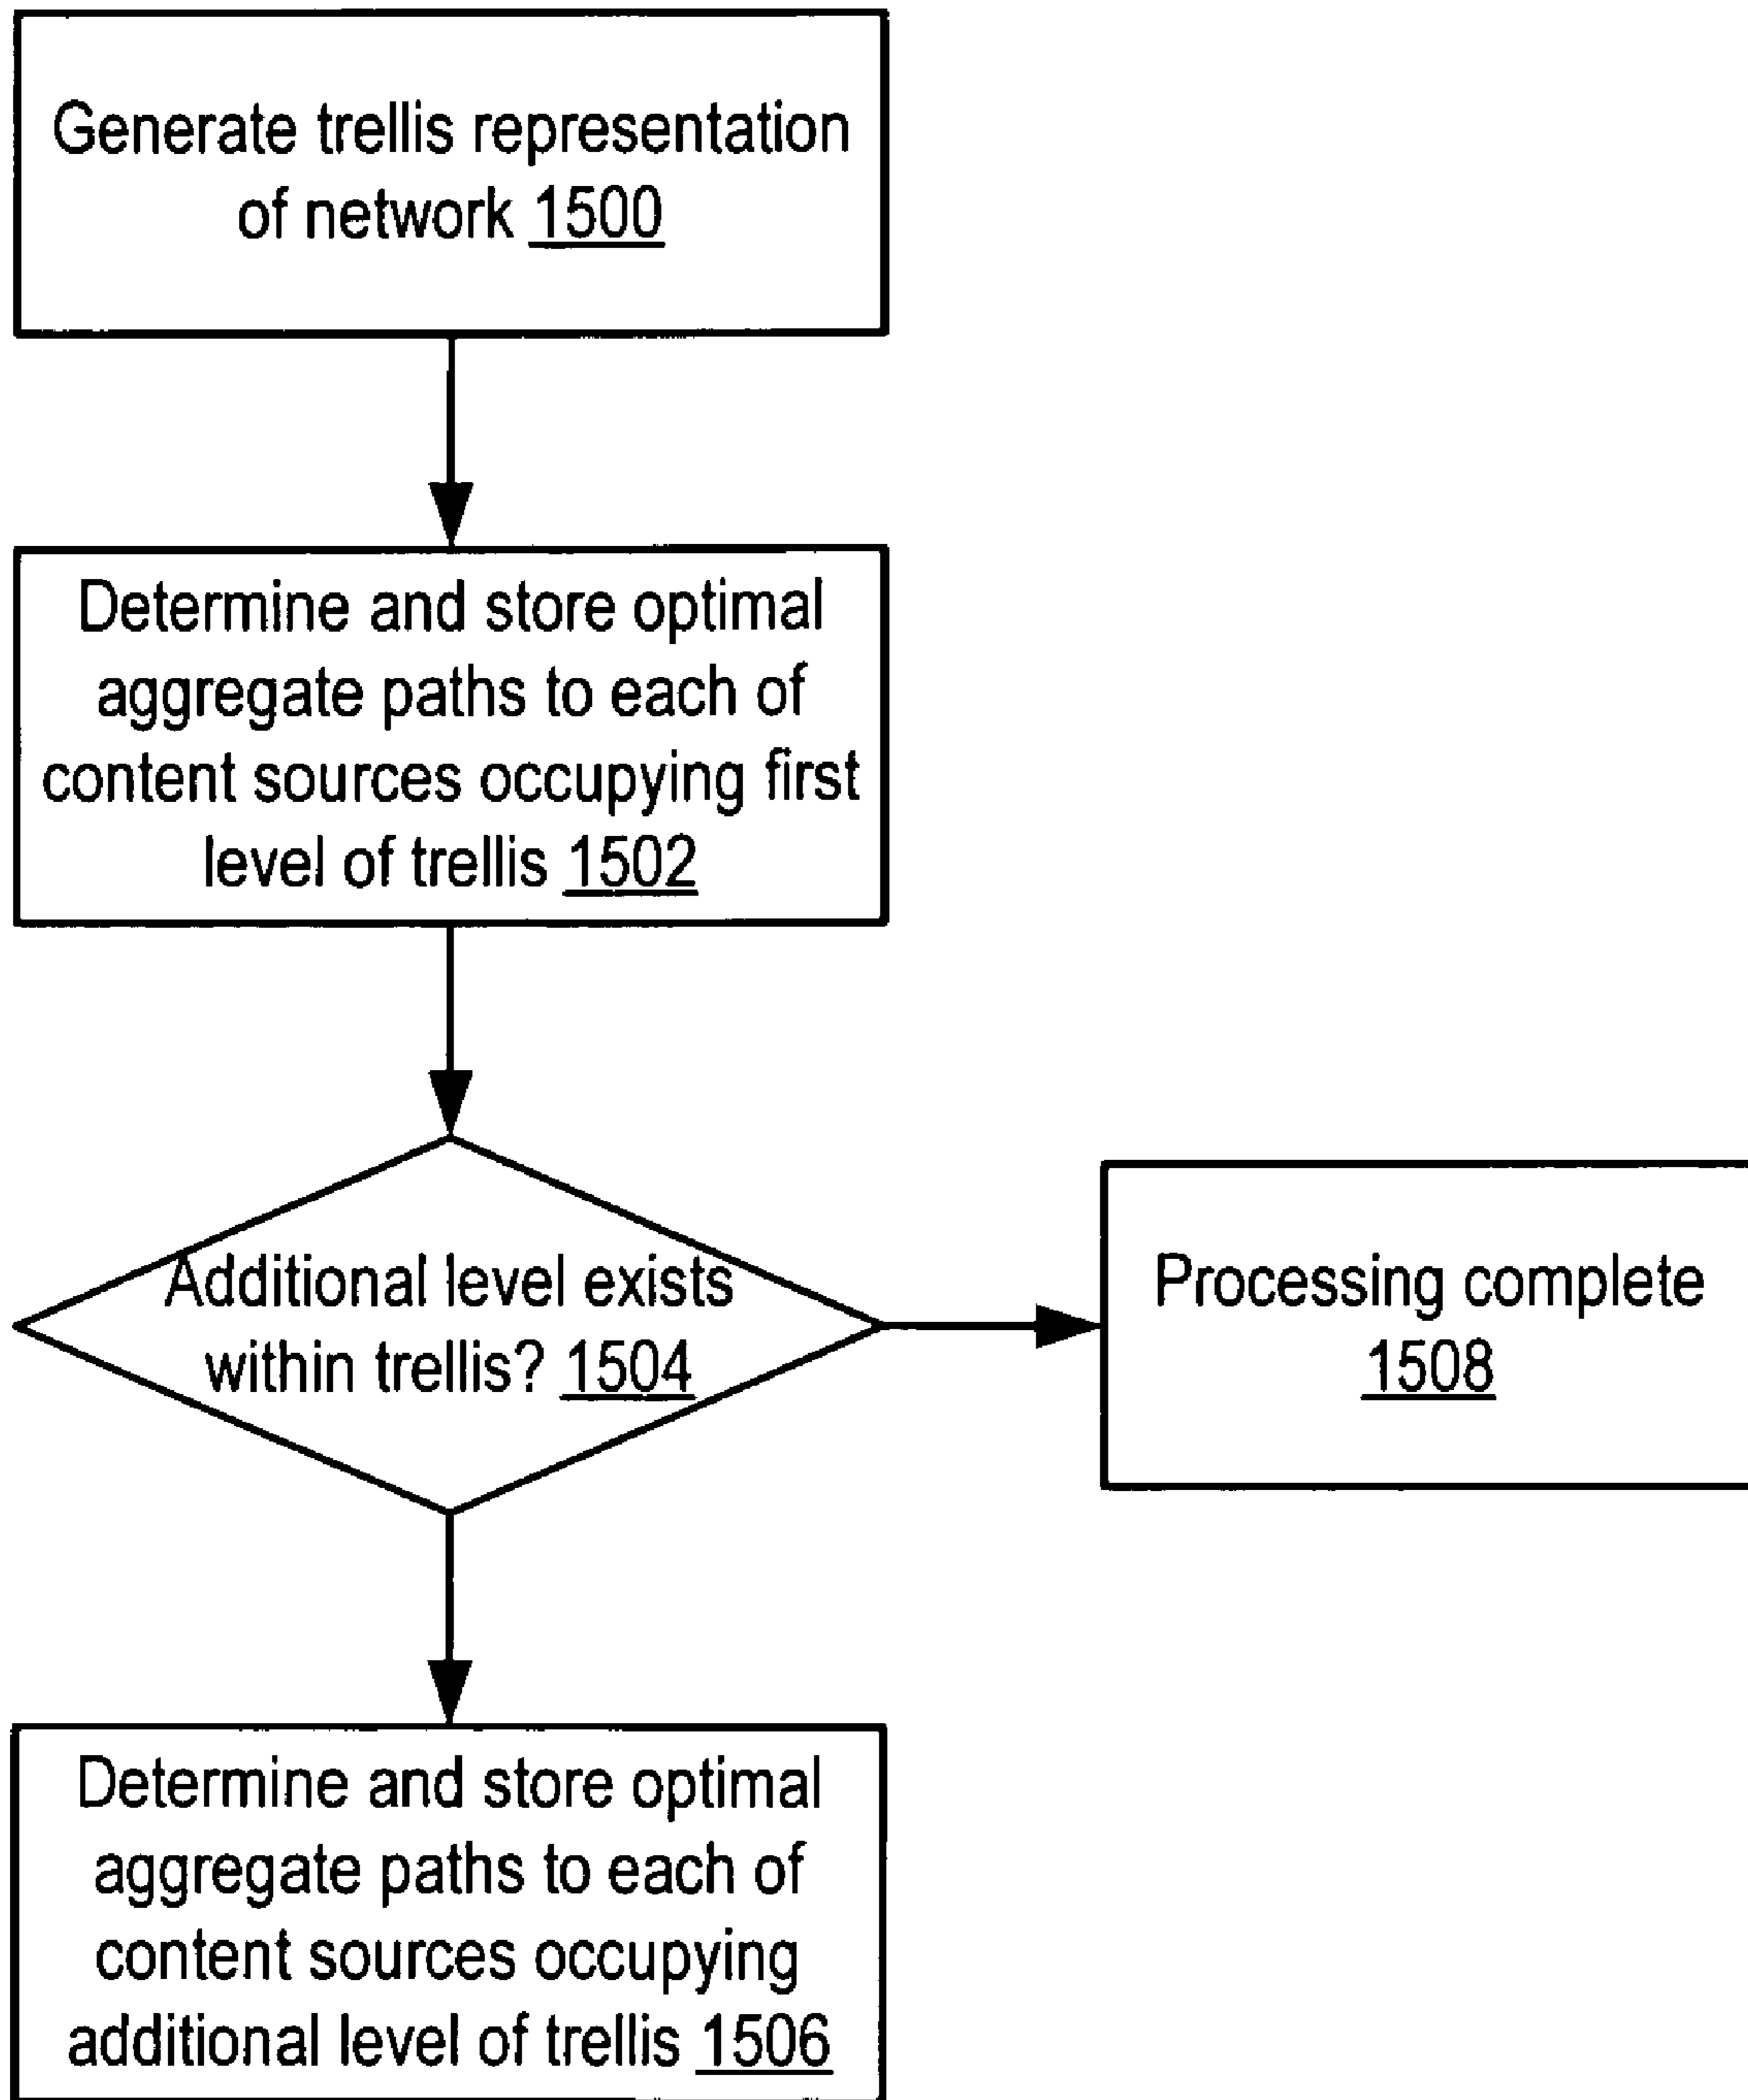 Generate trellis representation
of network 1500
Determine and store optimal
aggregate paths to each of
content sources occupying first
level of trellis 1502
Additional level exists
within trellis? 1504
Processing complete
1508
Determine and store optimal
aggregate paths to each of
content sources occupying
additional level of trellis 1506